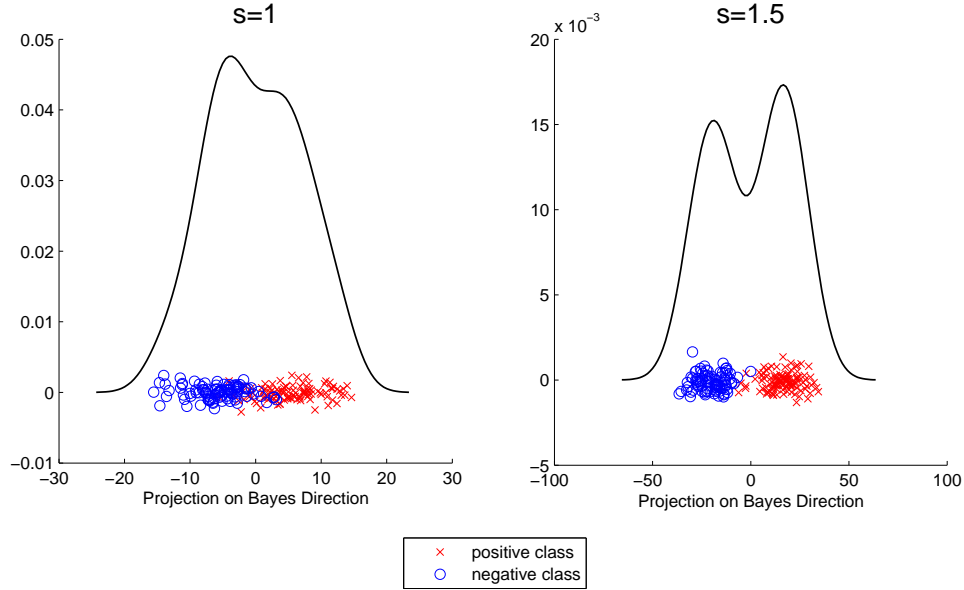 s=1
0.05
0.04
0.03
0.02
0.01
0
−0.01
−30 −20 −10 0 10 20 30
Projection on Bayes Direction
s=1.5
x 10⁻³
20
15
10
5
0
−5
−100 −50 0 50 100
Projection on Bayes Direction
positive class
negative class